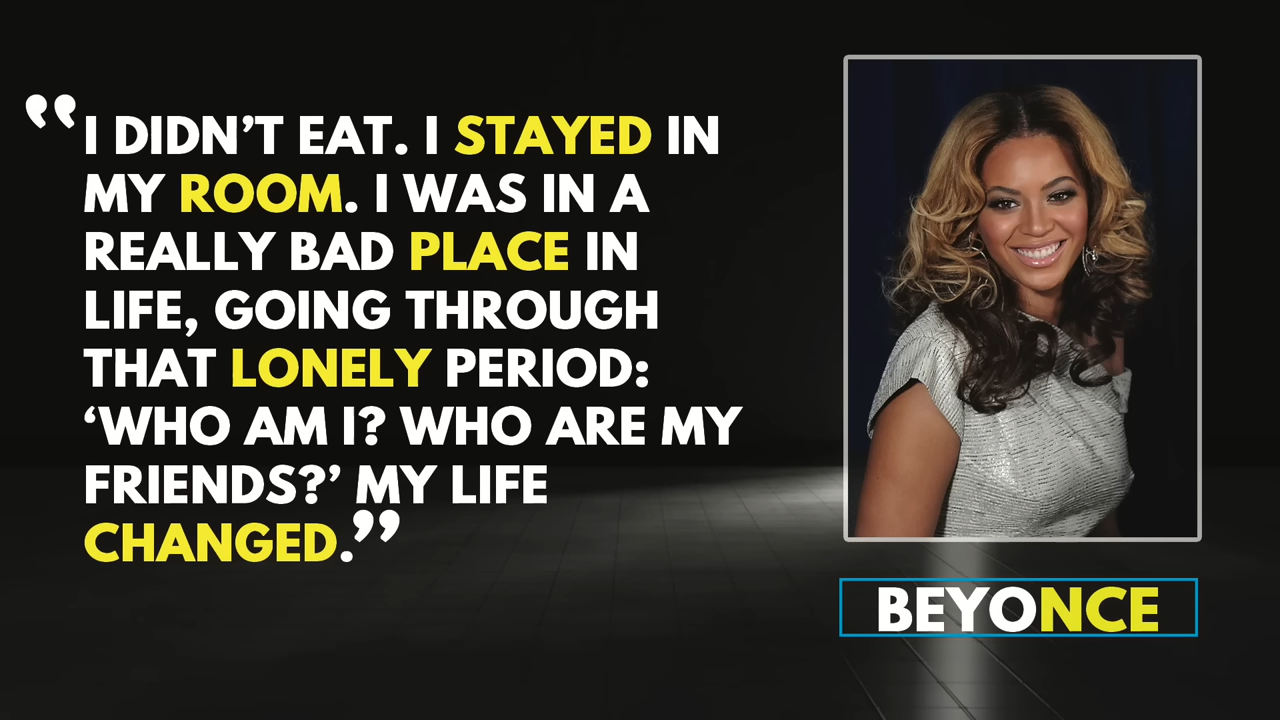 “I DIDN’T EAT. I STAYED IN
MY ROOM. I WAS IN A
REALLY BAD PLACE IN
LIFE, GOING THROUGH
THAT LONELY PERIOD:
‘WHO AM I? WHO ARE MY
FRIENDS?’ MY LIFE
CHANGED.”
BEYONCE